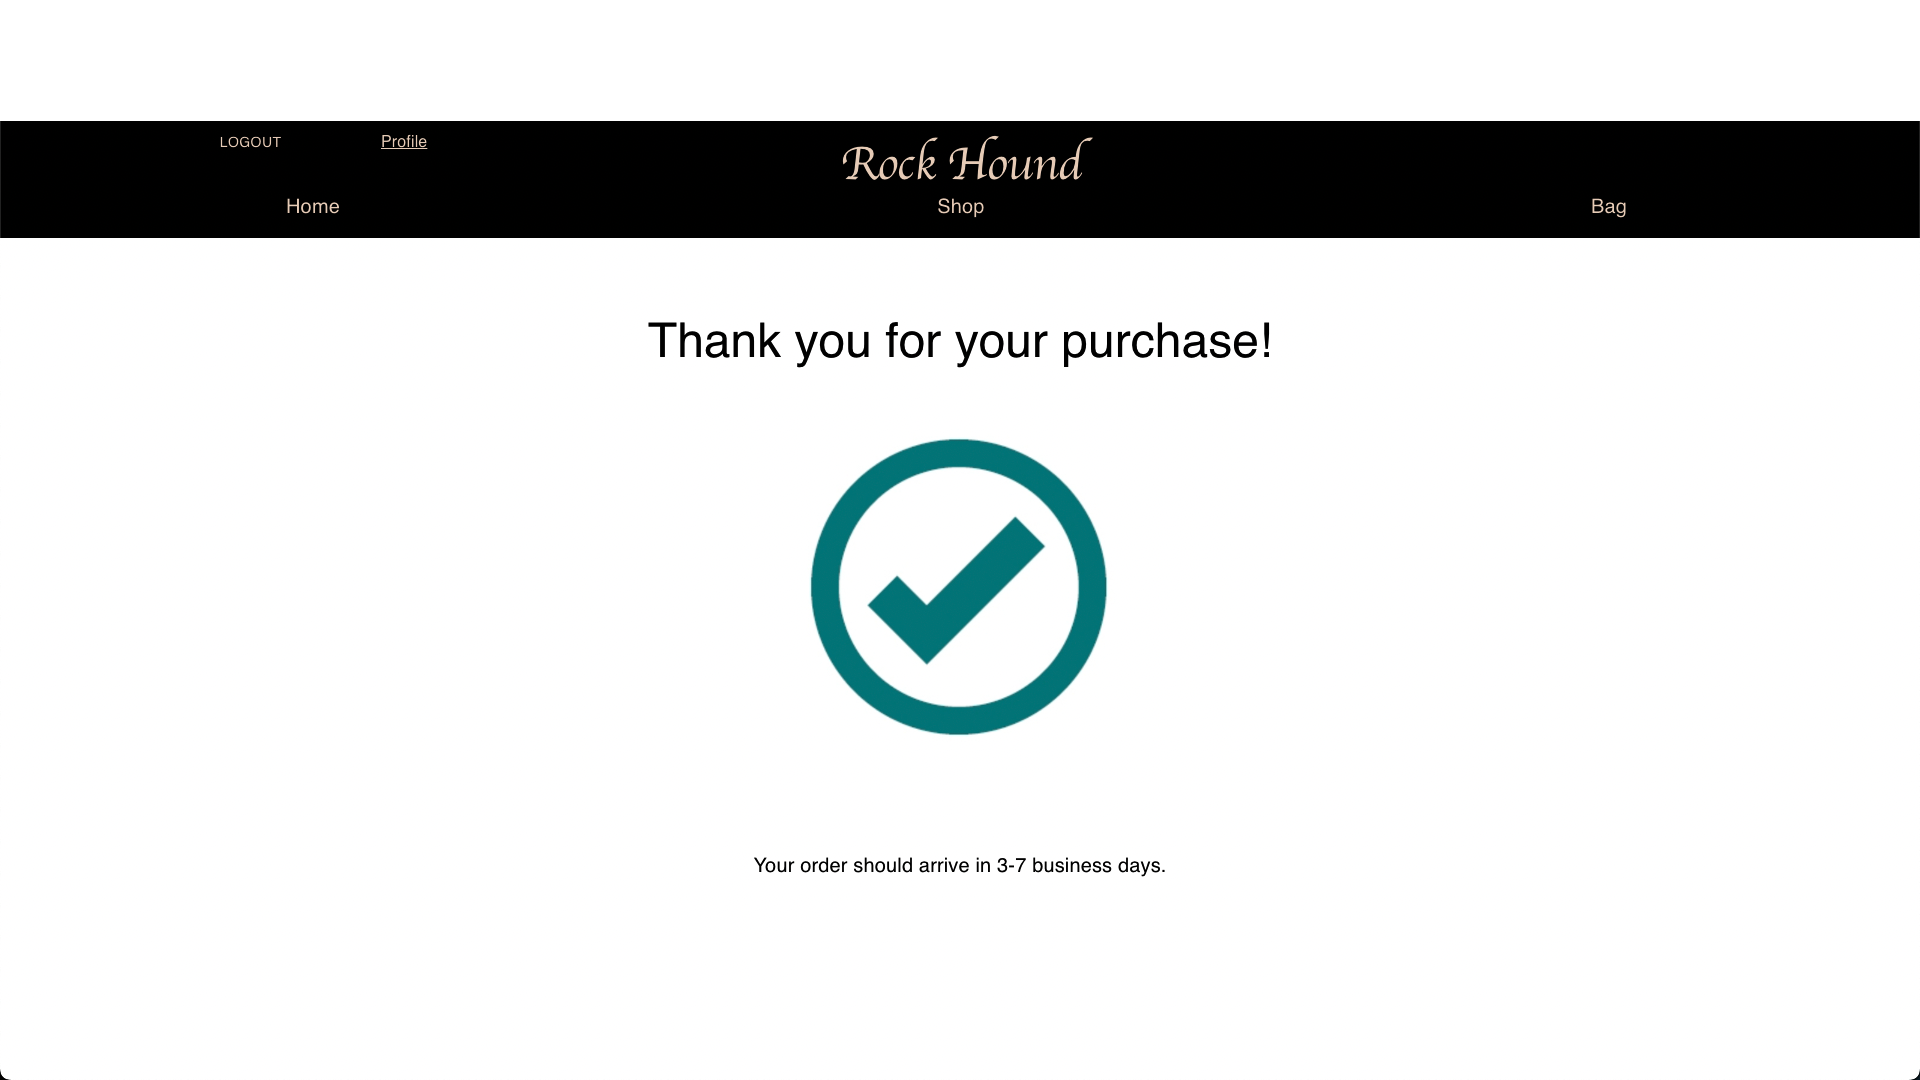 LOGOUT Profile
Rock Hound
Home Shop Bag
Thank you for your purchase!
Your order should arrive in 3-7 business days.